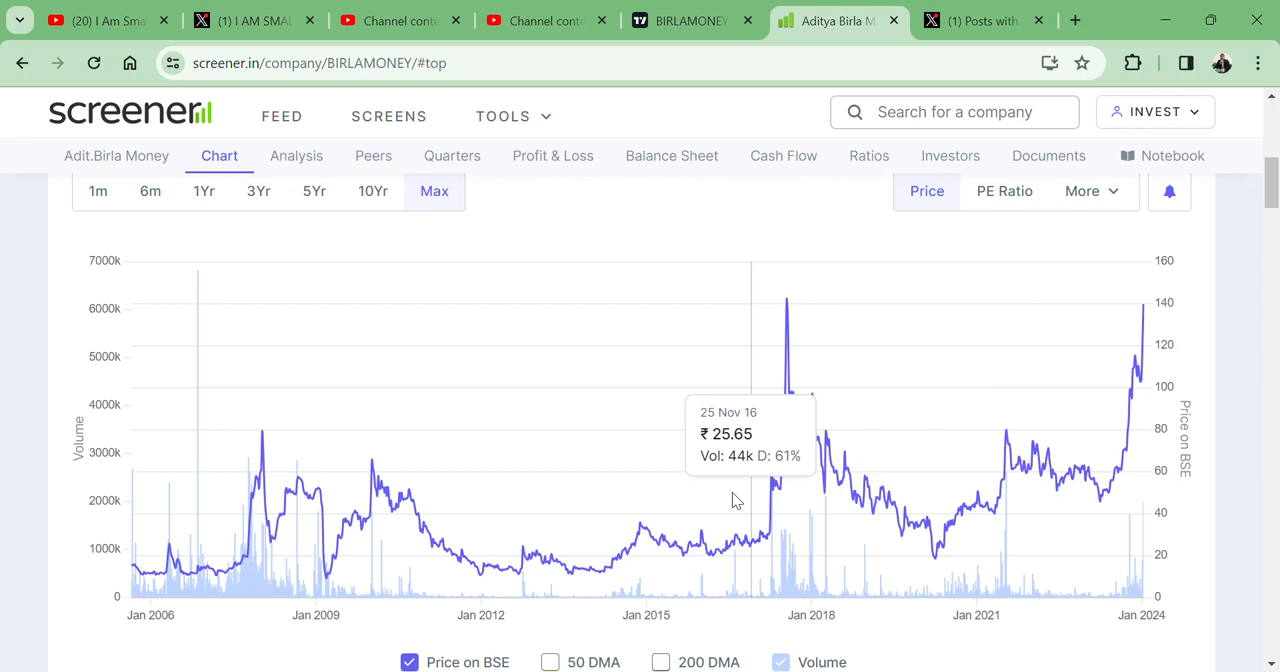 (20) I Am Sma
(1) I AM SMAL
Channel conte
Channel conte
BIRLAMONEY
Aditya Birla M
(1) Posts with
screener.in/company/BIRLAMONEY/#top
screener
FEED
SCREENS
TOOLS
Search for a company
INVEST
Adit.Birla Money
Chart
Analysis
Peers
Quarters
Profit & Loss
Balance Sheet
Cash Flow
Ratios
Investors
Documents
Notebook
1m 6m 1Yr 3Yr 5Yr 10Yr Max
Price PE Ratio More
7000k
6000k
5000k
4000k
3000k
2000k
1000k
0
Volume
160
140
120
100
80
60
40
20
0
Price on BSE
25 Nov 16
₹ 25.65
Vol: 44k D: 61%
Jan 2006 Jan 2009 Jan 2012 Jan 2015 Jan 2018 Jan 2021 Jan 2024
Price on BSE 50 DMA 200 DMA Volume